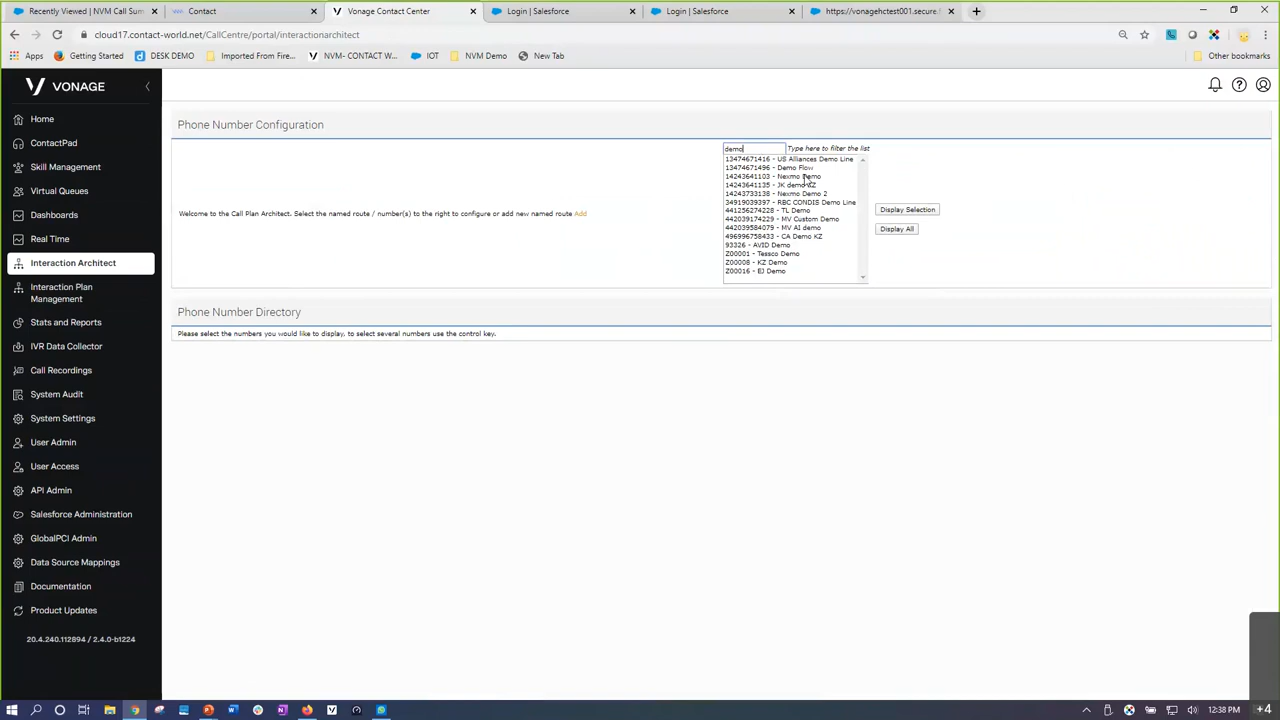 Recently Viewed | NVM Call Sum
Contact
Vonage Contact Center
Login | Salesforce
Login | Salesforce
https://vonagehctest001.secure.f
cloud17.contact-world.net/CallCentre/portal/interactionarchitect
Apps
Getting Started
DESK DEMO
Imported From Fire...
NVM- CONTACT W...
IOT
NVM Demo
New Tab
Other bookmarks
VONAGE
Home
ContactPad
Skill Management
Virtual Queues
Dashboards
Real Time
Interaction Architect
Interaction Plan
Management
Stats and Reports
IVR Data Collector
Call Recordings
System Audit
System Settings
User Admin
User Access
API Admin
Salesforce Administration
GlobalPCI Admin
Data Source Mappings
Documentation
Product Updates
20.4.240.112894 / 2.4.0-b1224
Phone Number Configuration
demo
Type here to filter the list
13474671416 - US Alliances Demo Line
13474671496 - Demo Flow
14243641103 - Nexmo Demo
14243641135 - JK demo KZ
14243733138 - Nexmo Demo 2
34919039397 - RBC CONDIS Demo Line
441256274228 - TL Demo
442039174229 - MV Custom Demo
442039584079 - MV AI demo
496996758433 - CA Demo KZ
93326 - AVID Demo
Z00001 - Tessco Demo
Z00008 - KZ Demo
Z00016 - EJ Demo
Welcome to the Call Plan Architect. Select the named route / number(s) to the right to configure or add new named route Add
Display Selection
Display All
Phone Number Directory
Please select the numbers you would like to display, to select several numbers use the control key.
12:38 PM
+4